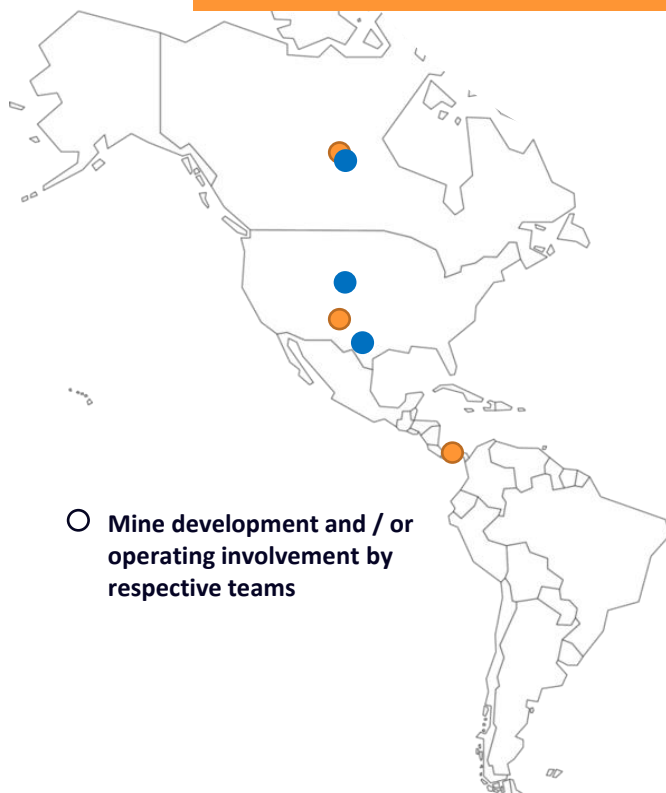 Mine development and / or
operating involvement by
respective teams